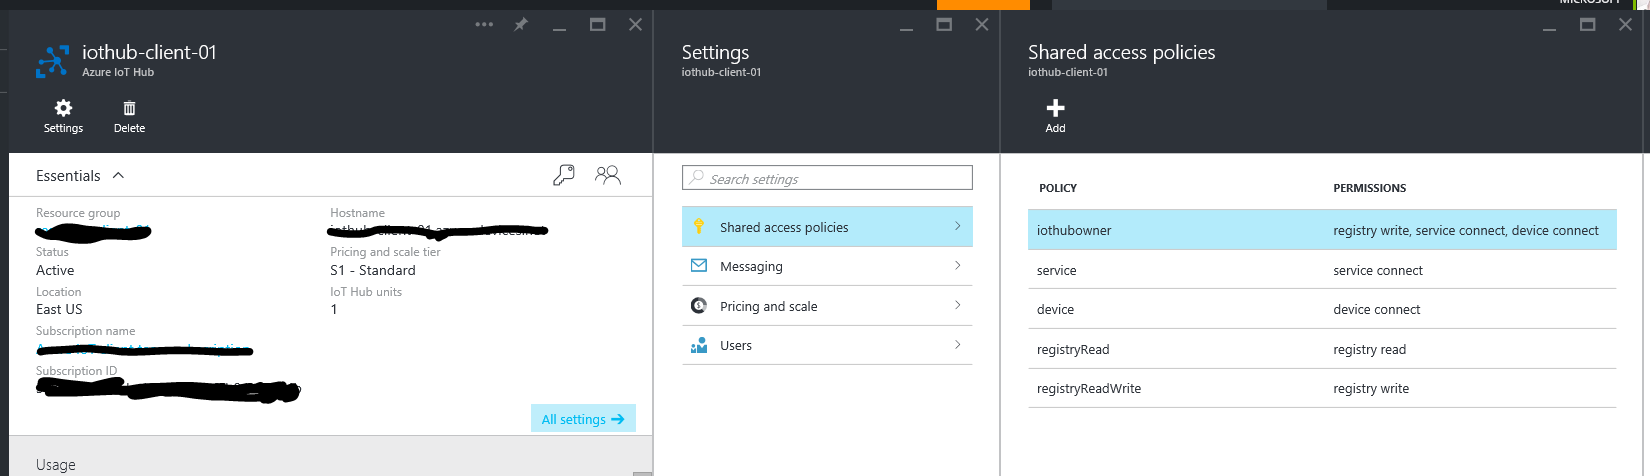 MICROSOFT
iothub-client-01
Azure IoT Hub
Settings
Delete
Essentials
Resource group
Hostname
Status
Active
Pricing and scale tier
S1 - Standard
Location
East US
IoT Hub units
1
Subscription name
Subscription ID
All settings
Usage
Settings
iothub-client-01
Search settings
Shared access policies
Messaging
Pricing and scale
Users
Shared access policies
iothub-client-01
Add
POLICY PERMISSIONS
iothubowner registry write, service connect, device connect
service service connect
device device connect
registryRead registry read
registryReadWrite registry write